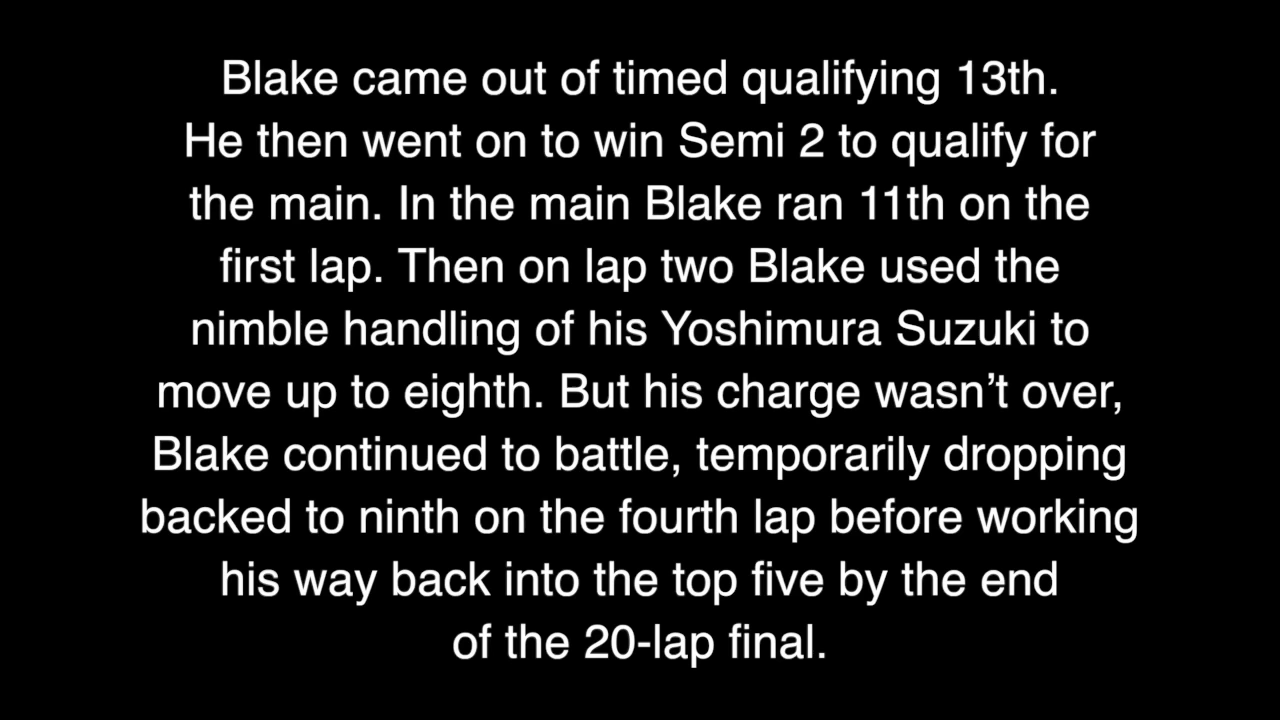 Blake came out of timed qualifying 13th.
He then went on to win Semi 2 to qualify for
the main. In the main Blake ran 11th on the
first lap. Then on lap two Blake used the
nimble handling of his Yoshimura Suzuki to
move up to eighth. But his charge wasn’t over,
Blake continued to battle, temporarily dropping
backed to ninth on the fourth lap before working
his way back into the top five by the end
of the 20-lap final.